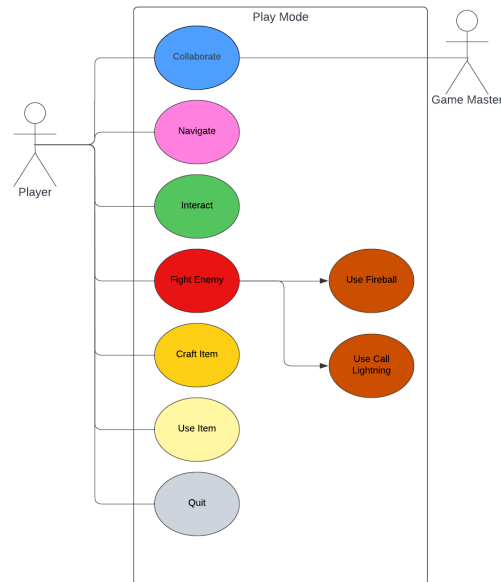 Play Mode
Collaborate
Game Master
Navigate
Player
Interact
Fight Enemy
Use Fireball
Craft Item
Use Call
Lightning
Use Item
Quit